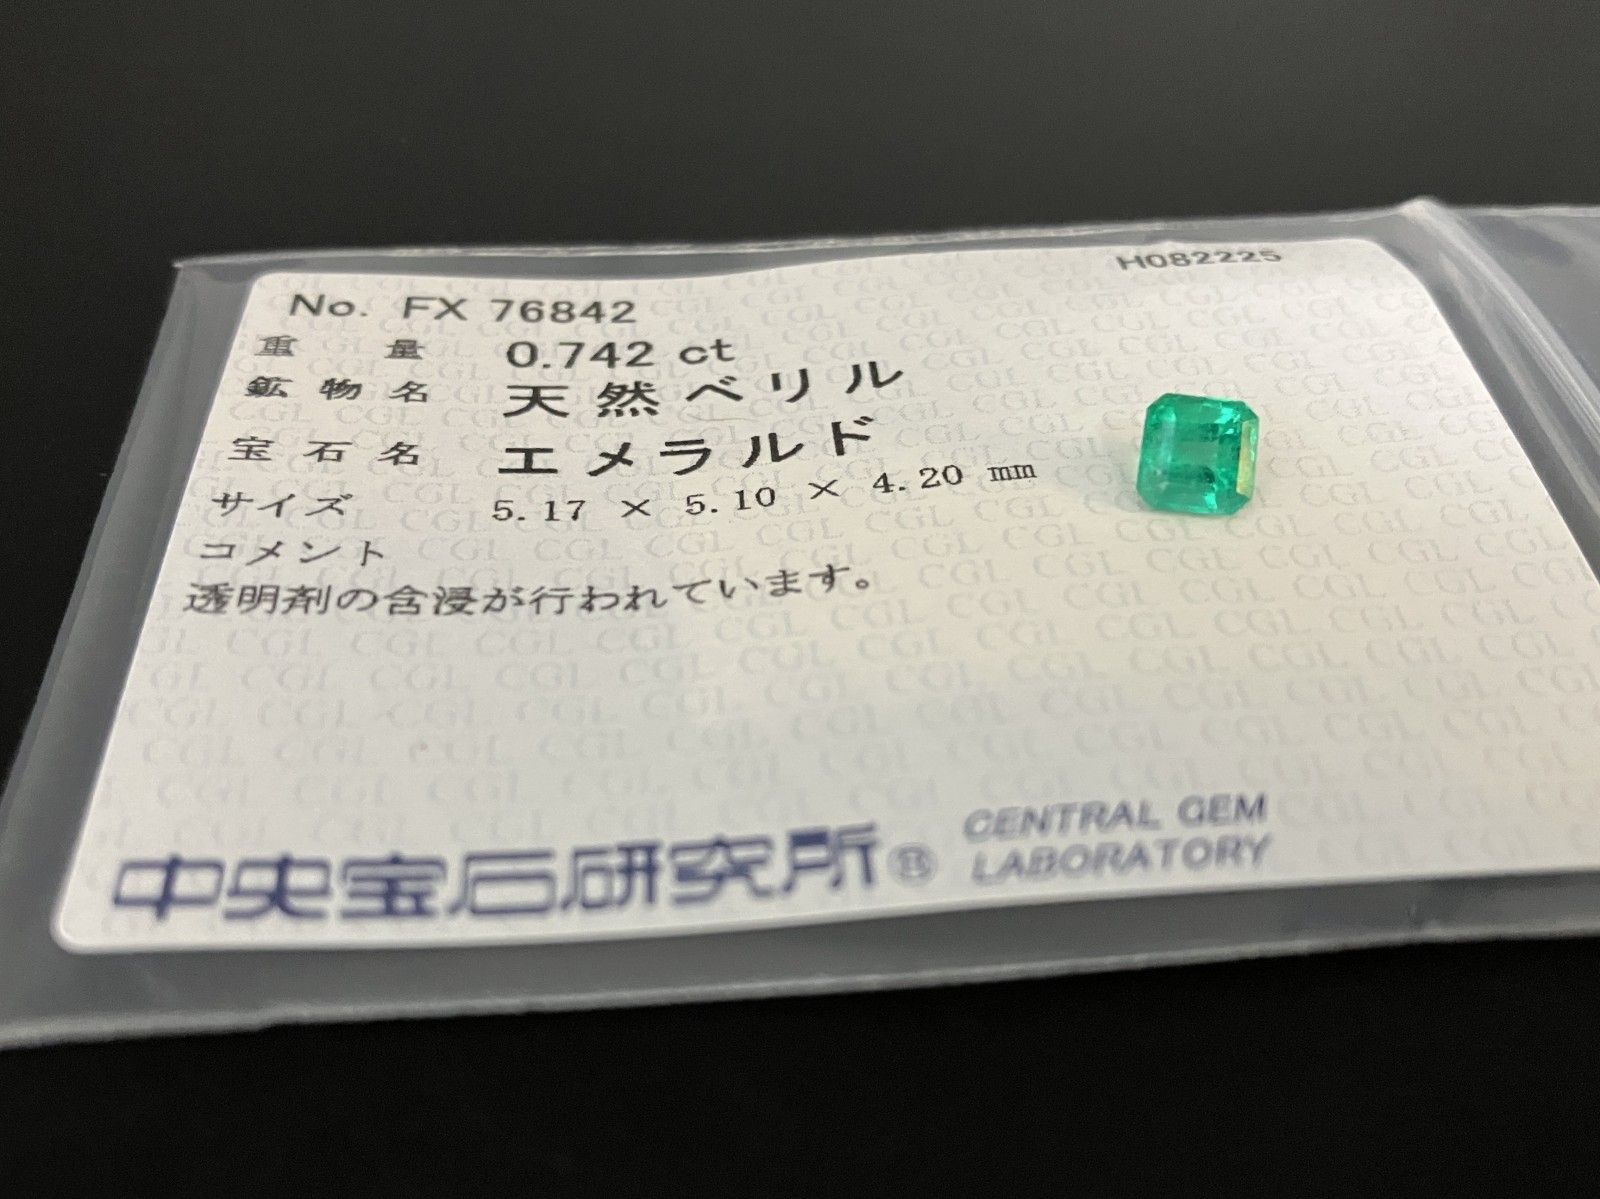 H082225
No. FX 76842
重量 0.742 ct
鉱物名 天然ベリル
宝石名 エメラルド
サイズ 5.17 × 5.10 × 4.20 mm
コメント
透明剤の含浸が行われています。
中央宝石研究所® CENTRAL GEM
LABORATORY